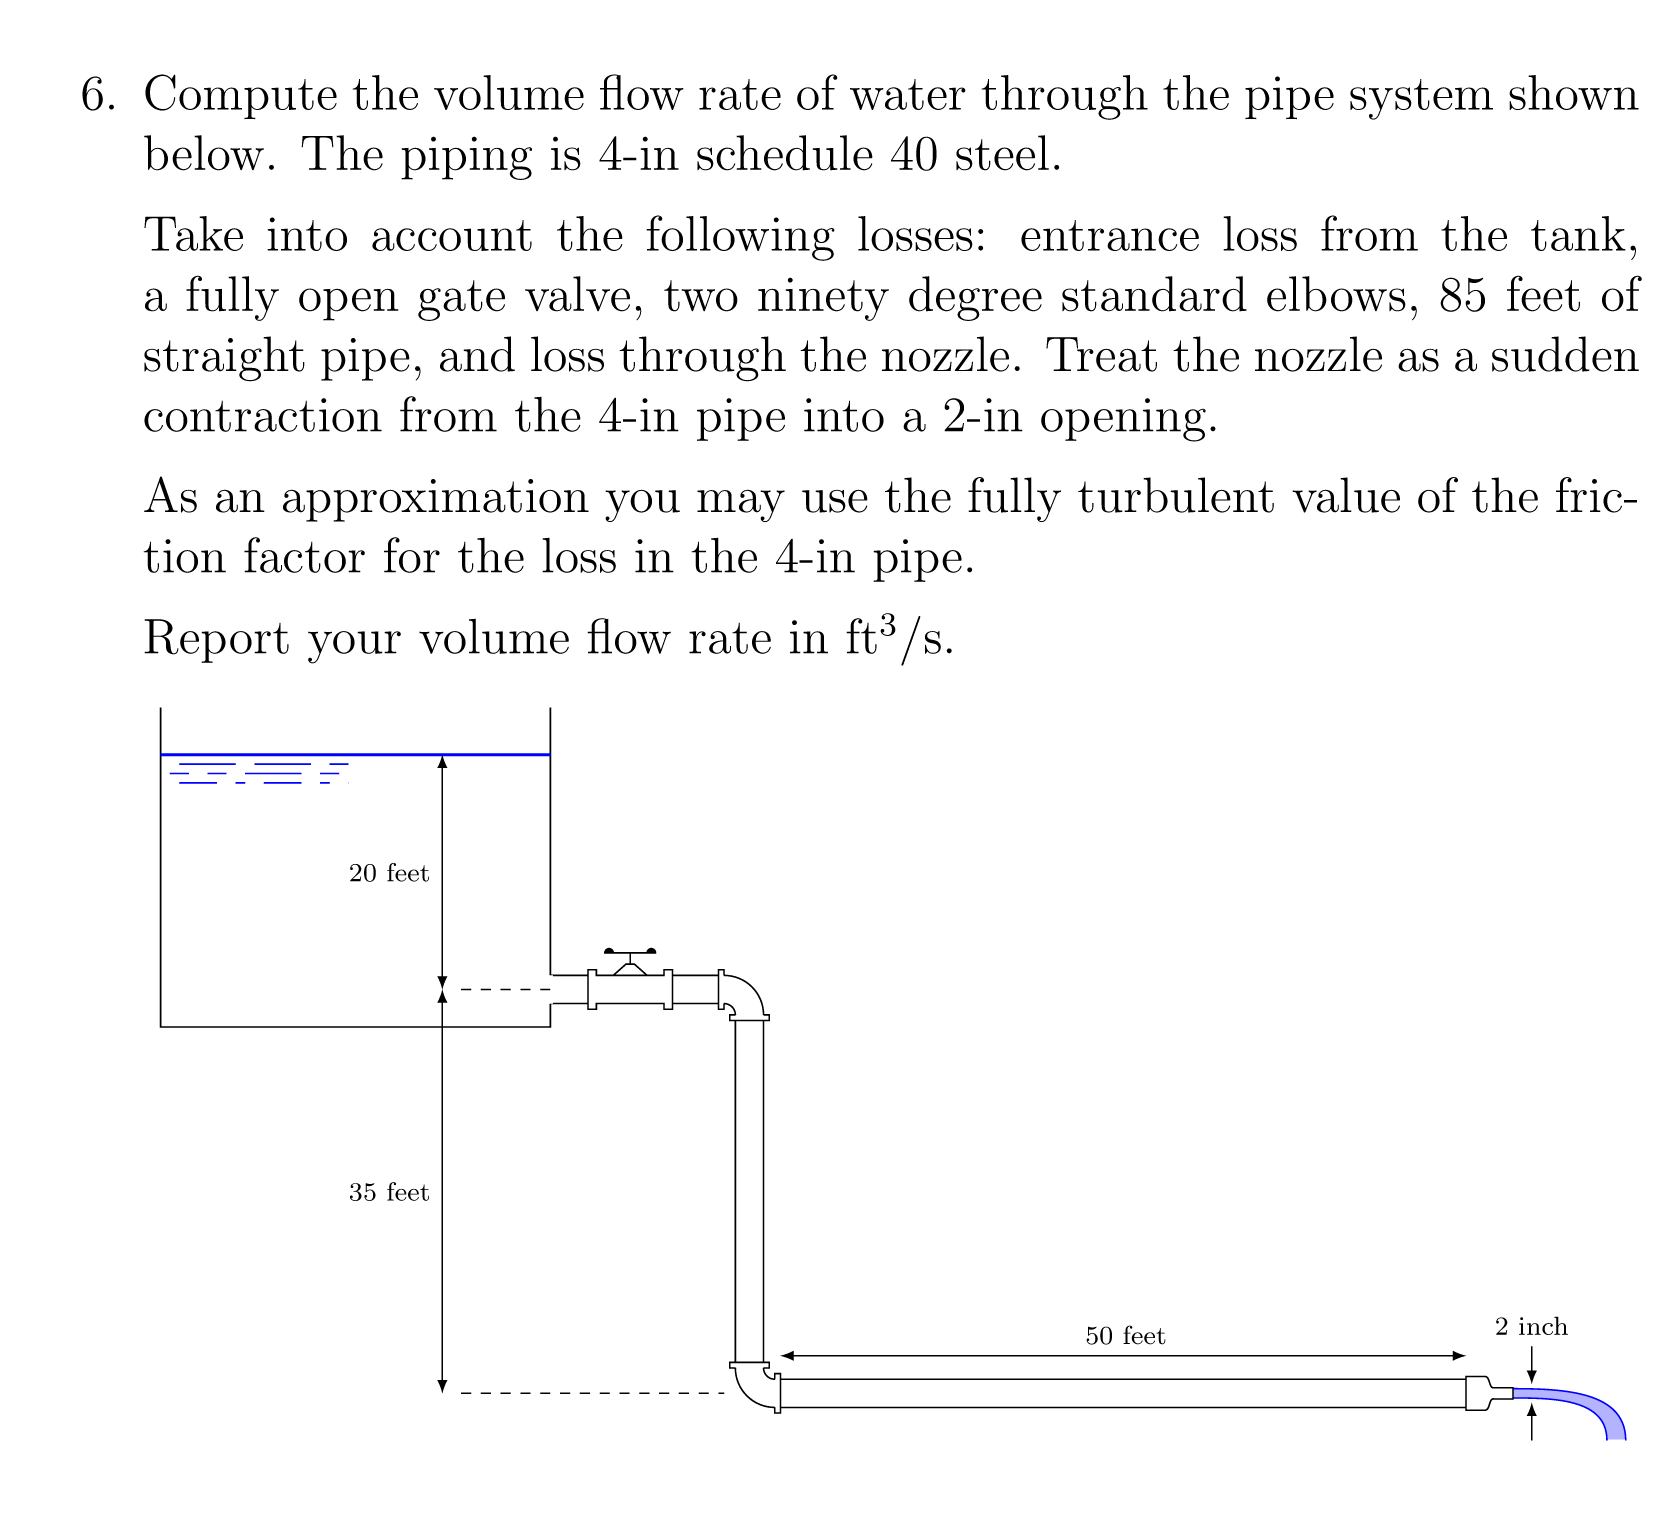 6. Compute the volume flow rate of water through the pipe system shown
below. The piping is 4-in schedule 40 steel.
Take into account the following losses: entrance loss from the tank,
a fully open gate valve, two ninety degree standard elbows, 85 feet of
straight pipe, and loss through the nozzle. Treat the nozzle as a sudden
contraction from the 4-in pipe into a 2-in opening.
As an approximation you may use the fully turbulent value of the fric-
tion factor for the loss in the 4-in pipe.
Report your volume flow rate in ft³/s.
20 feet
35 feet
50 feet
2 inch